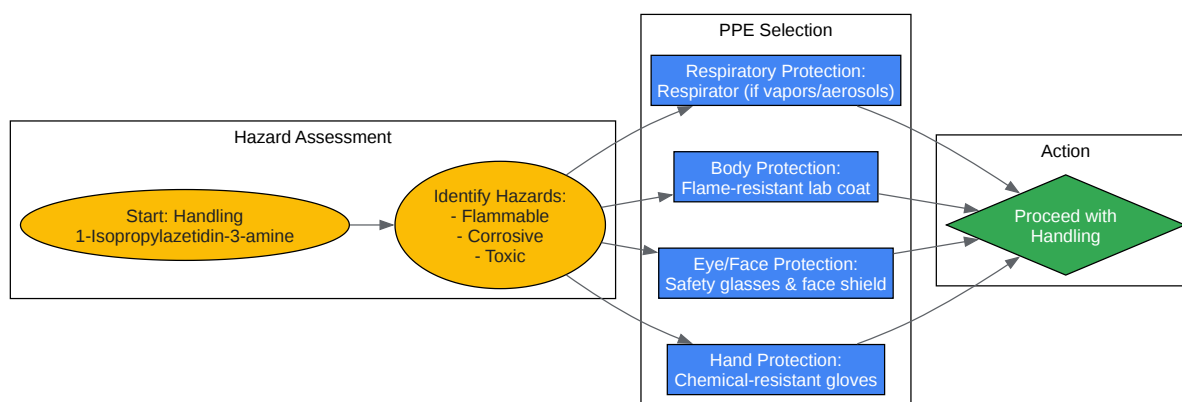 Hazard Assessment
Start: Handling
1-Isopropylazetidin-3-amine
Identify Hazards:
- Flammable
- Corrosive
- Toxic
PPE Selection
Respiratory Protection:
Respirator (if vapors/aerosols)
Body Protection:
Flame-resistant lab coat
Eye/Face Protection:
Safety glasses & face shield
Hand Protection:
Chemical-resistant gloves
Action
Proceed with
Handling